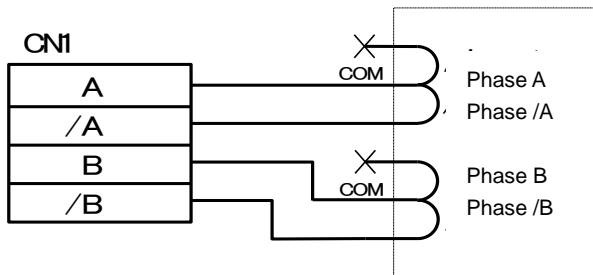 CN1
A
/A
B
/B
COM
Phase A
Phase /A
COM
Phase B
Phase /B